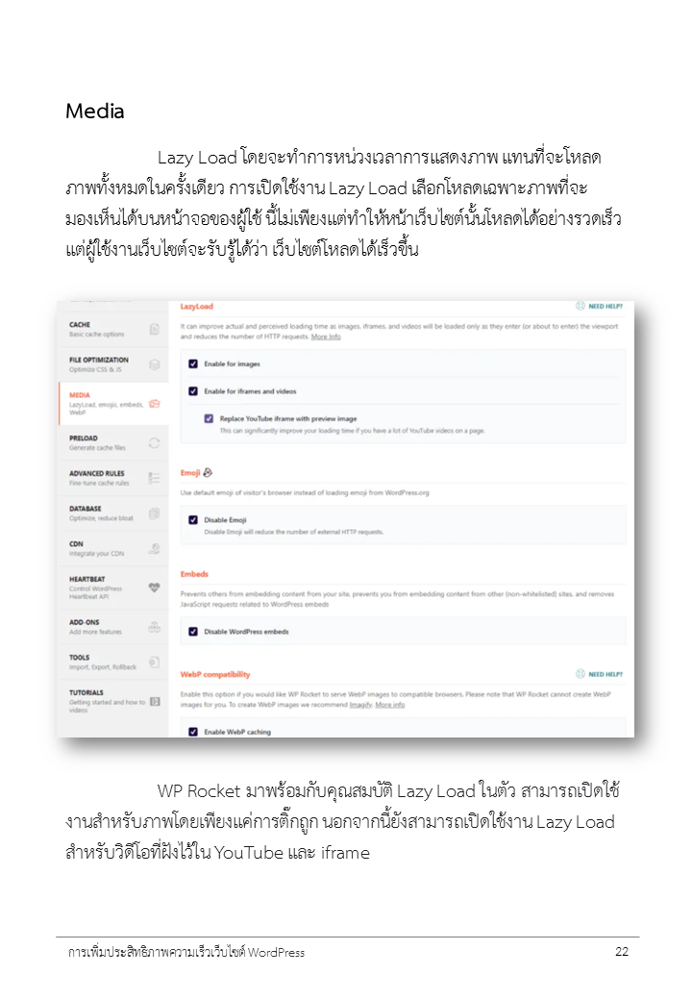 Media
Lazy Load โดยจะทำการหน่วงเวลาการแสดงภาพ แทนที่จะโหลด
ภาพทั้งหมดในครั้งเดียว การเปิดใช้งาน Lazy Load เลือกโหลดเฉพาะภาพที่จะ
มองเห็นได้บนหน้าจอของผู้ใช้ นี้ไม่เพียงแต่ทำให้หน้าเว็บไซต์นั้นโหลดได้อย่างรวดเร็ว
แต่ผู้ใช้งานเว็บไซต์จะรับรู้ได้ว่า เว็บไซต์โหลดได้เร็วขึ้น
CACHE
Basic cache options
FILE OPTIMIZATION
Optimize CSS & JS
MEDIA
LazyLoad, emojis, embeds,
WebP
PRELOAD
Generate cache files
ADVANCED RULES
Fine-tune cache rules
DATABASE
Optimize, reduce bloat
CDN
Integrate your CDN
HEARTBEAT
Control WordPress
Heartbeat API
ADD-ONS
Add more features
TOOLS
Import, Export, Rollback
TUTORIALS
Getting started and how to
videos
LazyLoad
NEED HELP?
It can improve actual and perceived loading time as images, iframes, and videos will be loaded only as they enter (or about to enter) the viewport
and reduces the number of HTTP requests. More Info
Enable for images
Enable for iframes and videos
Replace YouTube iframe with preview image
This can significantly improve your loading time if you have a lot of YouTube videos on a page.
Emoji
Use default emoji of visitor's browser instead of loading emoji from WordPress.org
Disable Emoji
Disable Emoji will reduce the number of external HTTP requests.
Embeds
Prevents others from embedding content from your site, prevents you from embedding content from other (non-whitelisted) sites, and removes
JavaScript requests related to WordPress embeds
Disable WordPress embeds
WebP compatibility
NEED HELP?
Enable this option if you would like WP Rocket to serve WebP images to compatible browsers. Please note that WP Rocket cannot create WebP
images for you. To create WebP images we recommend Imagify. More info
Enable WebP caching
WP Rocket มาพร้อมกับคุณสมบัติ Lazy Load ในตัว สามารถเปิดใช้
งานสำหรับภาพโดยเพียงแค่การติ๊กถูก นอกจากนี้ยังสามารถเปิดใช้งาน Lazy Load
สำหรับวิดีโอที่ฝังไว้ใน YouTube และ iframe
การเพิ่มประสิทธิภาพความเร็วเว็บไซต์ WordPress
22